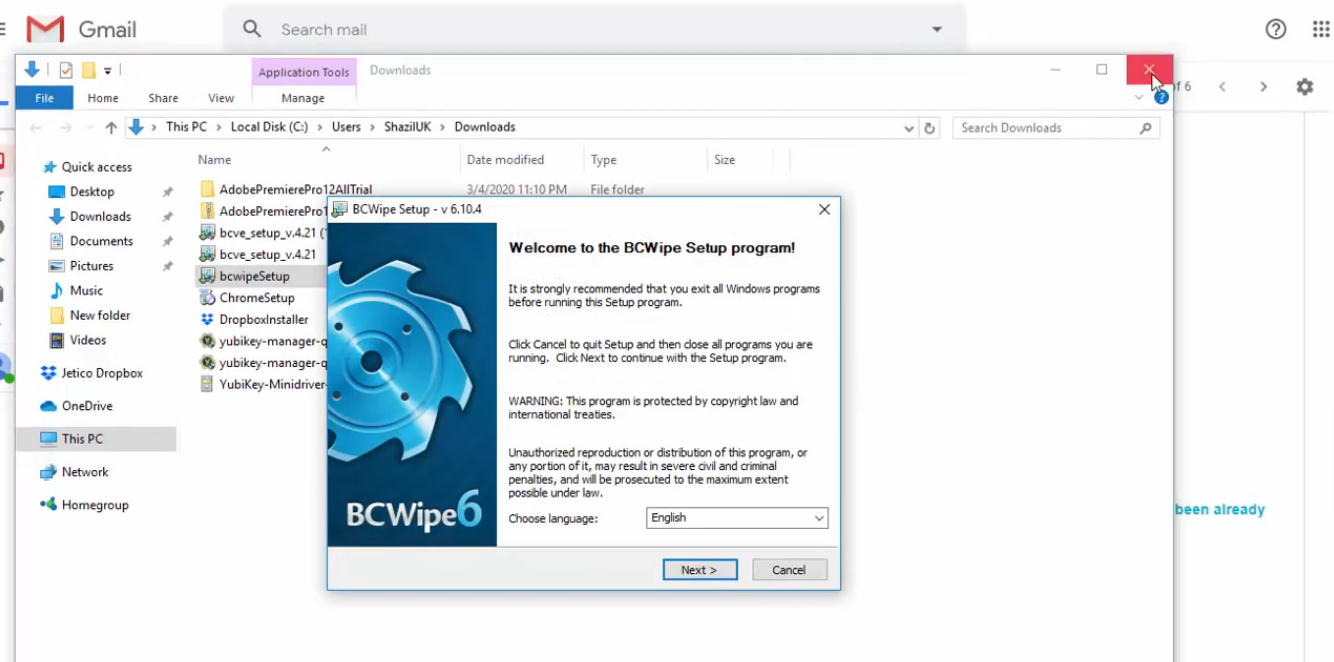 Gmail
Search mail
Application Tools
Downloads
of 6
File
Home
Share
View
Manage
This PC > Local Disk (C:) > Users > ShazilUK > Downloads
Search Downloads
Quick access
Desktop
Downloads
Documents
Pictures
Music
New folder
Videos
Jetico Dropbox
OneDrive
This PC
Network
Homegroup
Name
Date modified
Type
Size
AdobePremierePro12AllTrial
3/4/2020 11:10 PM
File folder
AdobePremierePro1
bcve_setup_v.4.21 (
bcve_setup_v.4.21
bcwipeSetup
ChromeSetup
DropboxInstaller
yubikey-manager-q
yubikey-manager-q
YubiKey-Minidriver-
BCWipe Setup - v 6.10.4
BCWipe6
Welcome to the BCWipe Setup program!
It is strongly recommended that you exit all Windows programs
before running this Setup program.
Click Cancel to quit Setup and then close all programs you are
running. Click Next to continue with the Setup program.
WARNING: This program is protected by copyright law and
international treaties.
Unauthorized reproduction or distribution of this program, or
any portion of it, may result in severe civil and criminal
penalties, and will be prosecuted to the maximum extent
possible under law.
Choose language:
English
Next >
Cancel
been already